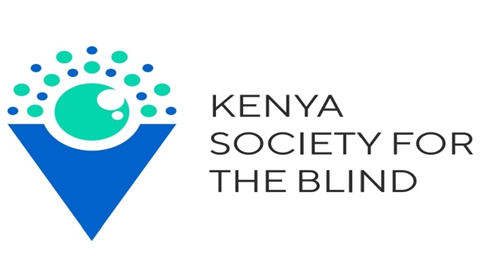 KENYA
SOCIETY FOR
THE BLIND